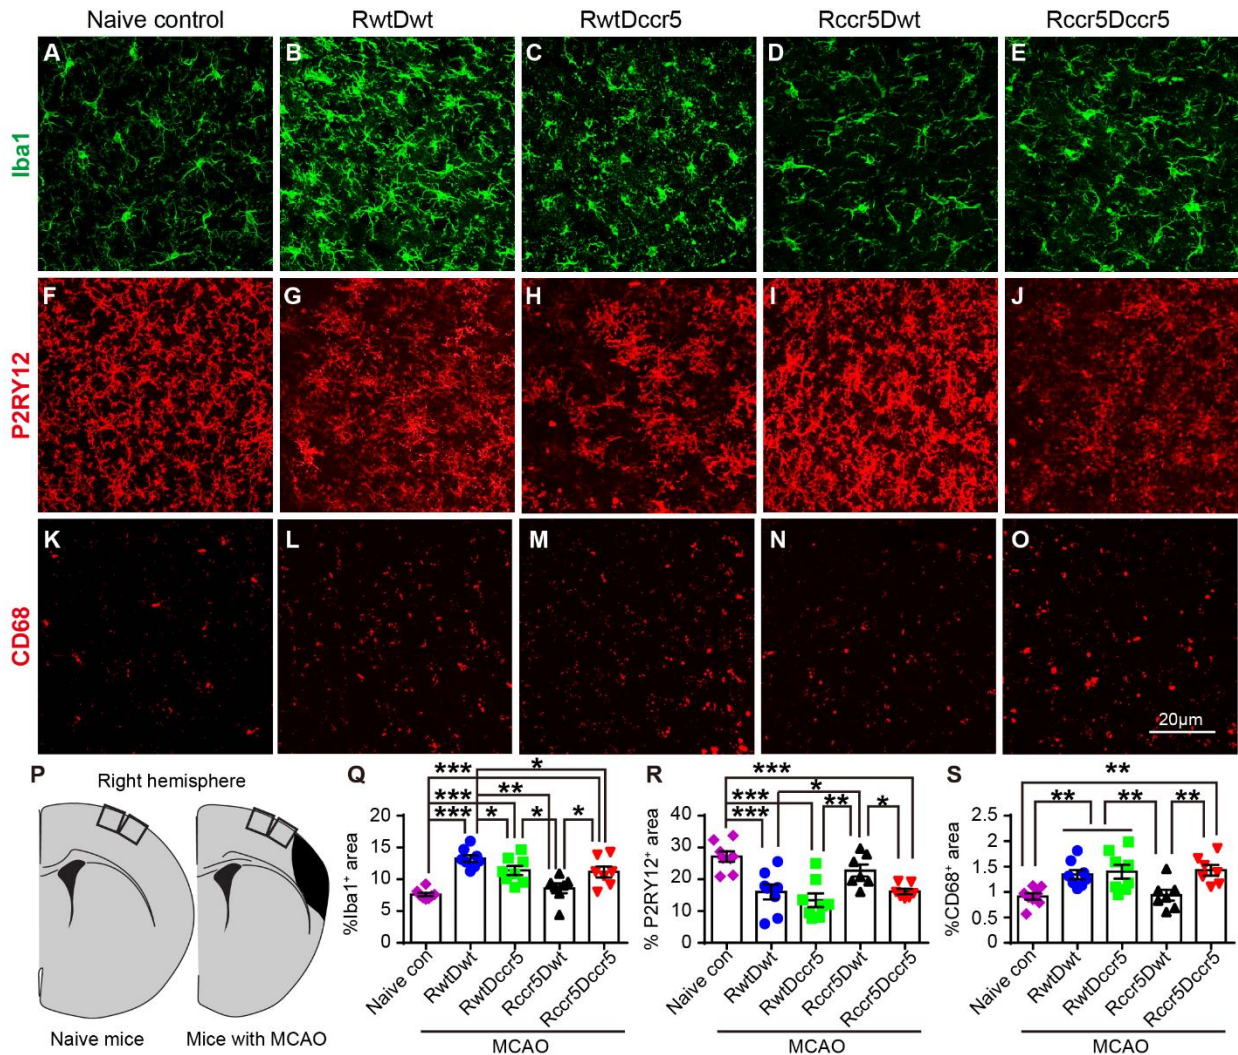 Naive control RwtDwt RwtDccr5 Rccr5Dwt Rccr5Dccr5
Iba1
A B C D E
P2RY12
F G H I J
CD68
K L M N O
20μm
P
Right hemisphere
Naive mice Mice with MCAO
Q
*
*** **
***
*** * * *
%Iba1⁺ area
20
15
10
5
0
Naive con RwtDwt RwtDccr5 Rccr5Dwt Rccr5Dccr5
MCAO
R
***
*
***
*** ** *
% P2RY12⁺ area
40
30
20
10
0
Naive con RwtDwt RwtDccr5 Rccr5Dwt Rccr5Dccr5
MCAO
S
**
** ** **
%CD68⁺ area
2.5
2
1.5
1
0.5
0
Naive con RwtDwt RwtDccr5 Rccr5Dwt Rccr5Dccr5
MCAO